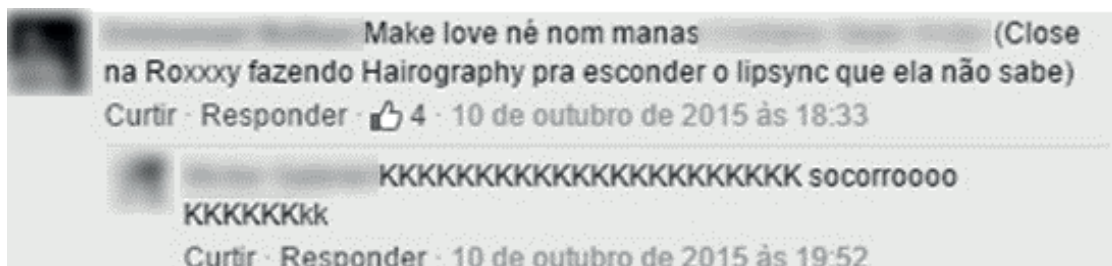 Make love né nom manas (Close
na Roxxxy fazendo Hairography pra esconder o lipsync que ela não sabe)
Curtir · Responder · 4 · 10 de outubro de 2015 às 18:33
KKKKKKKKKKKKKKKKKKKKKKK socorroooo
KKKKKKkk
Curtir · Responder · 10 de outubro de 2015 às 19:52